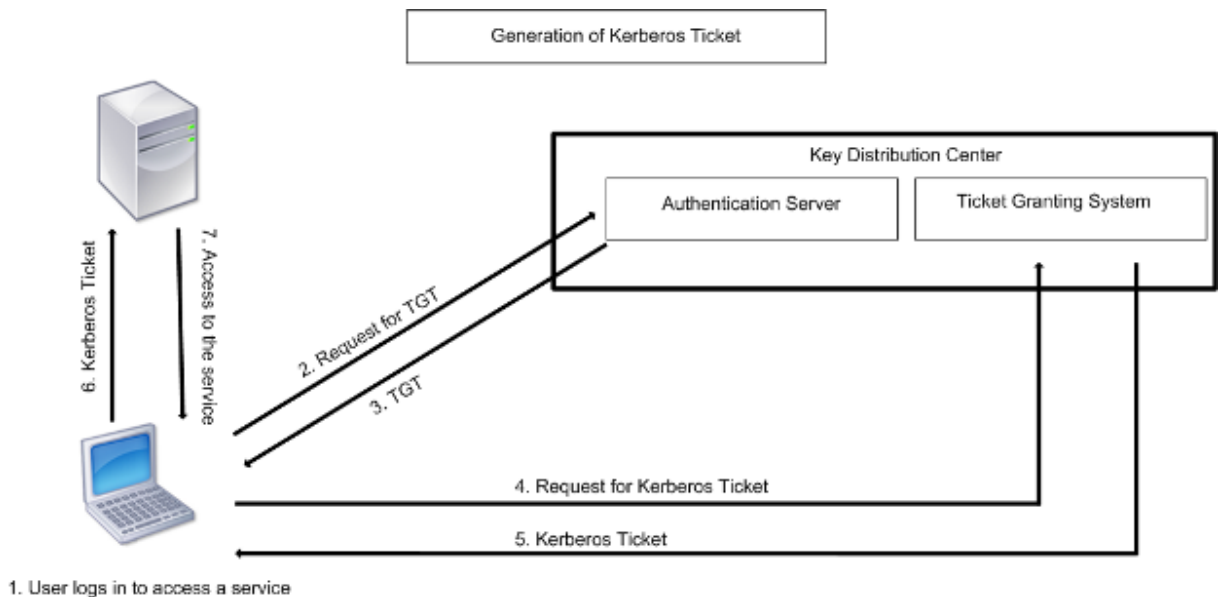 Generation of Kerberos Ticket
Key Distribution Center
Authentication Server
Ticket Granting System
6. Kerberos Ticket
7. Access to the service
2. Request for TGT
3. TGT
4. Request for Kerberos Ticket
5. Kerberos Ticket
1. User logs in to access a service